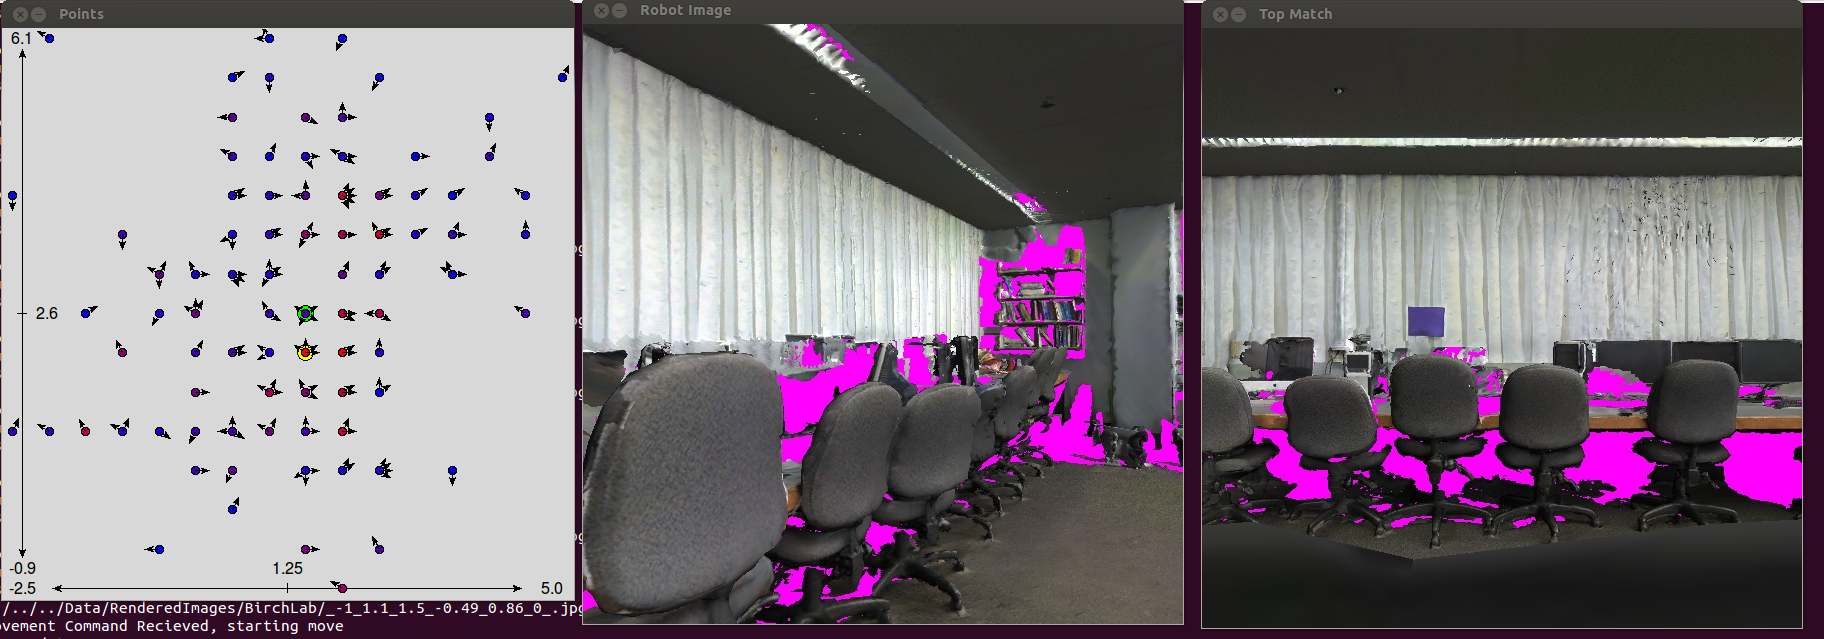 Points
Robot Image
Top Match
6.1
2.6
-0.9
1.25
-2.5
5.0
/../../Data/RenderedImages/BirchLab/_-1_1.1_1.5_-0.49_0.86_0_.jpg
ovement Command Recieved, starting move